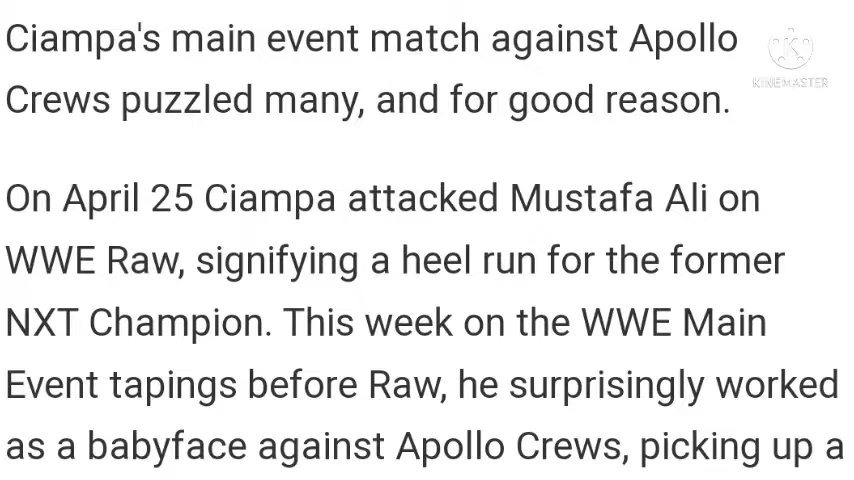 Ciampa's main event match against Apollo
Crews puzzled many, and for good reason.
On April 25 Ciampa attacked Mustafa Ali on
WWE Raw, signifying a heel run for the former
NXT Champion. This week on the WWE Main
Event tapings before Raw, he surprisingly worked
as a babyface against Apollo Crews, picking up a
KINEMASTER